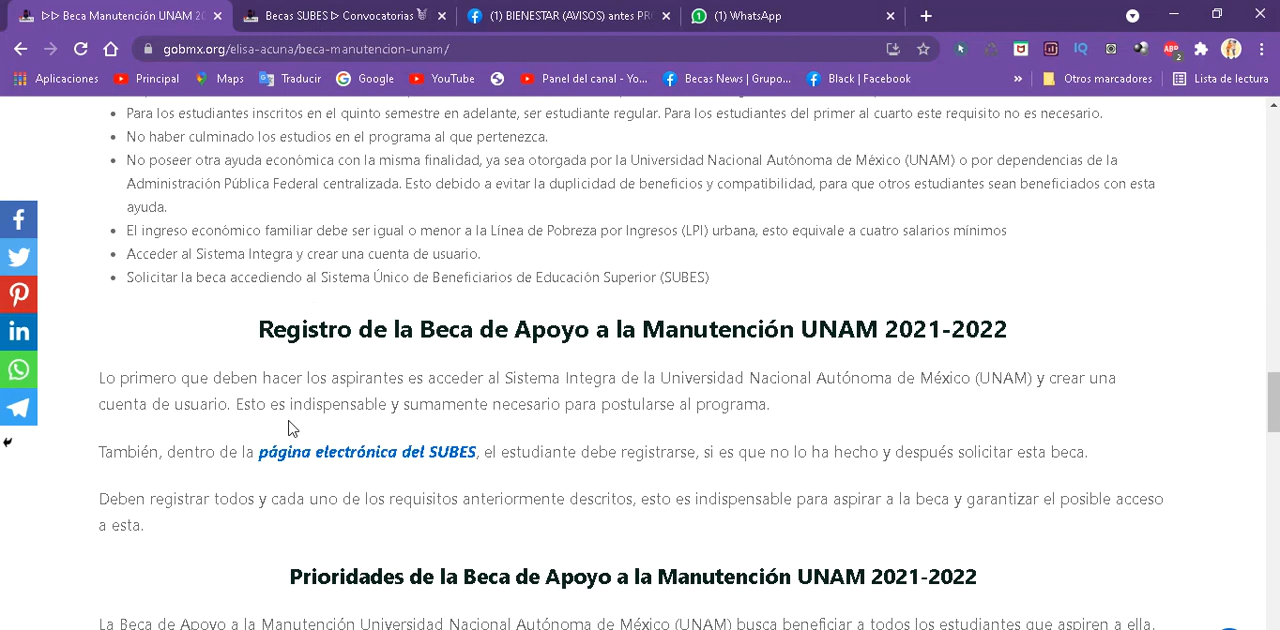 ▷▷ Beca Manutención UNAM 20
Becas SUBES ▷ Convocatorias
(1) BIENESTAR (AVISOS) antes PRO
(1) WhatsApp
gobmx.org/elisa-acuna/beca-manutencion-unam/
Aplicaciones
Principal
Maps
Traducir
Google
YouTube
Panel del canal - Yo...
Becas News | Grupo...
Black | Facebook
»
Otros marcadores
Lista de lectura
Para los estudiantes inscritos en el quinto semestre en adelante, ser estudiante regular. Para los estudiantes del primer al cuarto este requisito no es necesario.
No haber culminado los estudios en el programa al que pertenezca.
No poseer otra ayuda económica con la misma finalidad, ya sea otorgada por la Universidad Nacional Autónoma de México (UNAM) o por dependencias de la
Administración Pública Federal centralizada. Esto debido a evitar la duplicidad de beneficios y compatibilidad, para que otros estudiantes sean beneficiados con esta
ayuda.
El ingreso económico familiar debe ser igual o menor a la Línea de Pobreza por Ingresos (LPI) urbana, esto equivale a cuatro salarios mínimos
Acceder al Sistema Integra y crear una cuenta de usuario.
Solicitar la beca accediendo al Sistema Único de Beneficiarios de Educación Superior (SUBES)
Registro de la Beca de Apoyo a la Manutención UNAM 2021-2022
Lo primero que deben hacer los aspirantes es acceder al Sistema Integra de la Universidad Nacional Autónoma de México (UNAM) y crear una
cuenta de usuario. Esto es indispensable y sumamente necesario para postularse al programa.
También, dentro de la página electrónica del SUBES, el estudiante debe registrarse, si es que no lo ha hecho y después solicitar esta beca.
Deben registrar todos y cada uno de los requisitos anteriormente descritos, esto es indispensable para aspirar a la beca y garantizar el posible acceso
a esta.
Prioridades de la Beca de Apoyo a la Manutención UNAM 2021-2022
La Beca de Apoyo a la Manutención Universidad Nacional Autónoma de México (UNAM) busca beneficiar a todos los estudiantes que aspiren a ella.